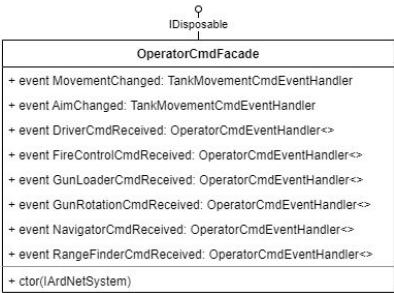 IDisposable
OperatorCmdFacade
+ event MovementChanged: TankMovementCmdEventHandler
+ event AimChanged: TankMovementCmdEventHandler
+ event DriverCmdReceived: OperatorCmdEventHandler<>
+ event FireControlCmdReceived: OperatorCmdEventHandler<>
+ event GunLoaderCmdReceived: OperatorCmdEventHandler<>
+ event GunRotationCmdReceived: OperatorCmdEventHandler<>
+ event NavigatorCmdReceived: OperatorCmdEventHandler<>
+ event RangeFinderCmdReceived: OperatorCmdEventHandler<>
+ ctor(IArdNetSystem)